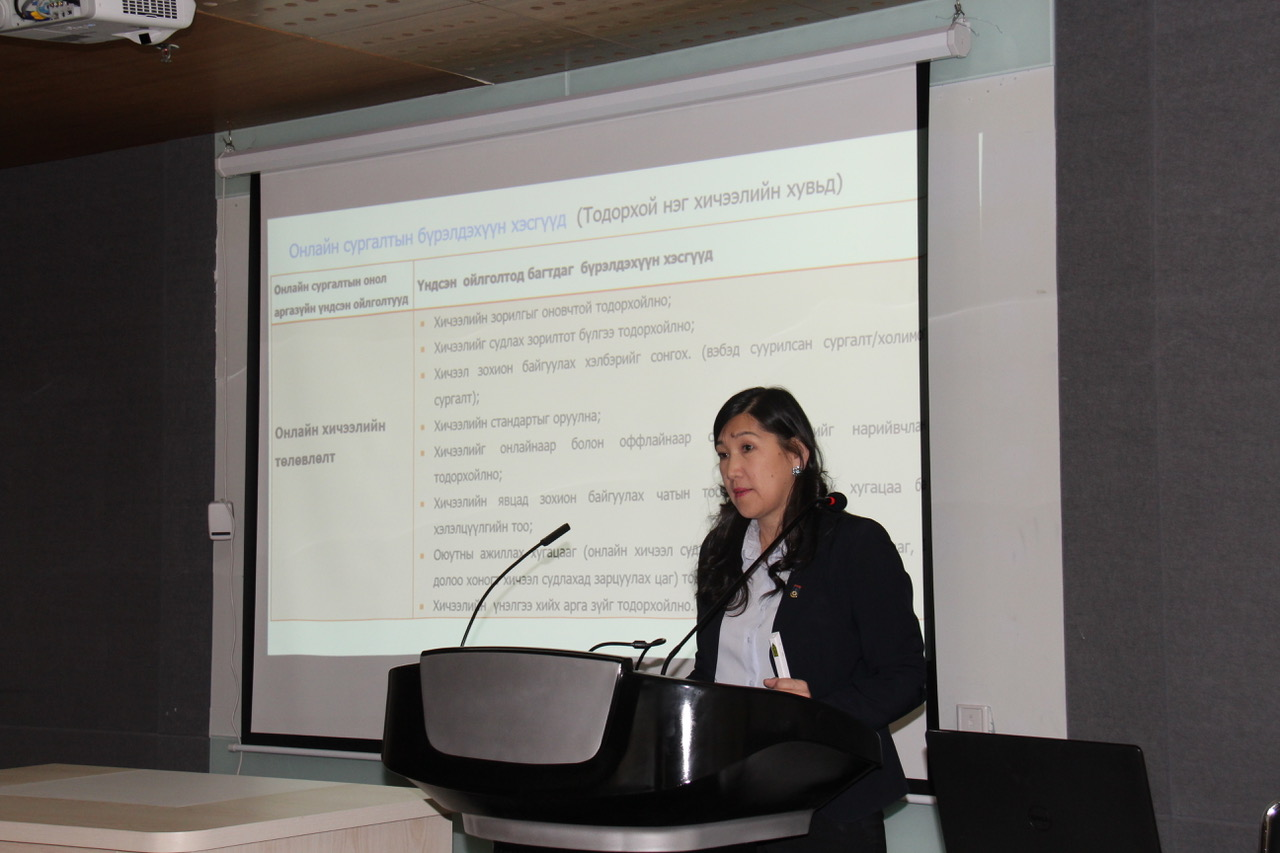 Онлайн сургалтын бүрэлдэхүүн хэсгүүд (Тодорхой нэг хичээлийн хувьд)
Онлайн сургалтын онол
аргазүйн үндсэн ойлголтууд
Үндсэн ойлголтод багтдаг бүрэлдэхүүн хэсгүүд
Онлайн хичээлийн
төлөвлөлт
Хичээлийн зорилгыг оновчтой тодорхойлно;
Хичээлийг судлах зорилтот бүлгээ тодорхойлно;
Хичээл зохион байгуулах хэлбэрийг сонгох. (вэбэд суурилсан сургалт/холимо
сургалт);
Хичээлийн стандартыг оруулна;
Хичээлийг онлайнаар болон оффлайнаар нарийвчла
тодорхойлно;
Хичээлийн явцад зохион байгуулах чатын хугацаа
хэлэлцүүлгийн тоо;
Оюутны ажиллах хугацааг (онлайн хичээл
долоо хоногт хичээл судлахад зарцуулах цаг)
Хичээлийн үнэлгээ хийх арга зүйг тодорхойлно.